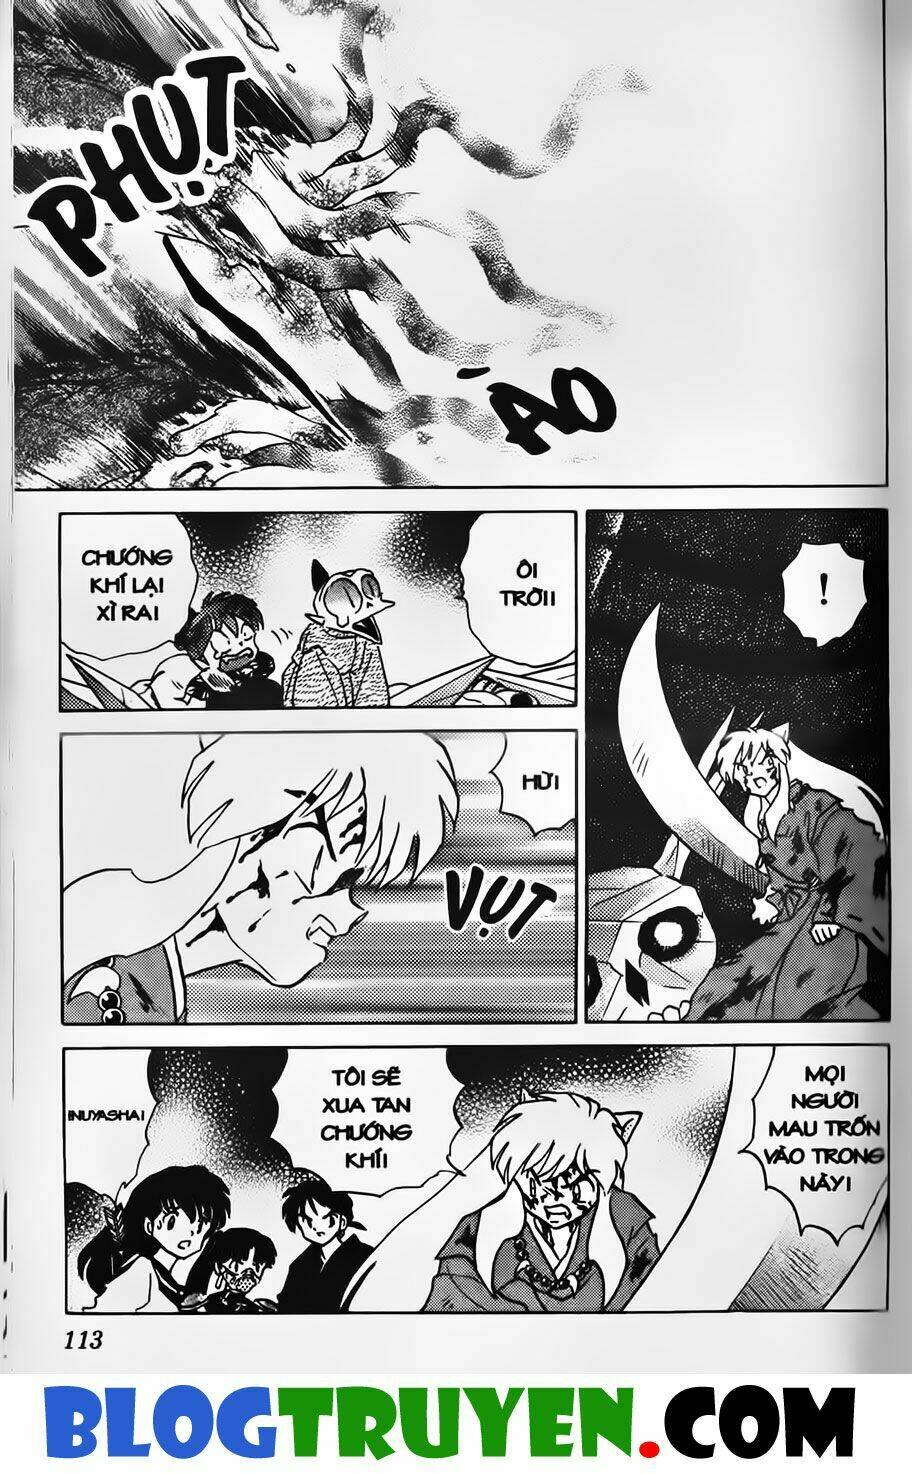 PHỤT
ÀO
!
ÔI
TRỜI!
CHƯỚNG
KHÍ LẠI
XÌ RA!
HỪ!
VỤT
MỌI
NGƯỜI
MAU TRỐN
VÀO TRONG
NÀY!
TÔI SẼ
XUA TAN
CHƯỚNG
KHÍ!
INUYASHA!
113
BLOGTRUYEN.COM